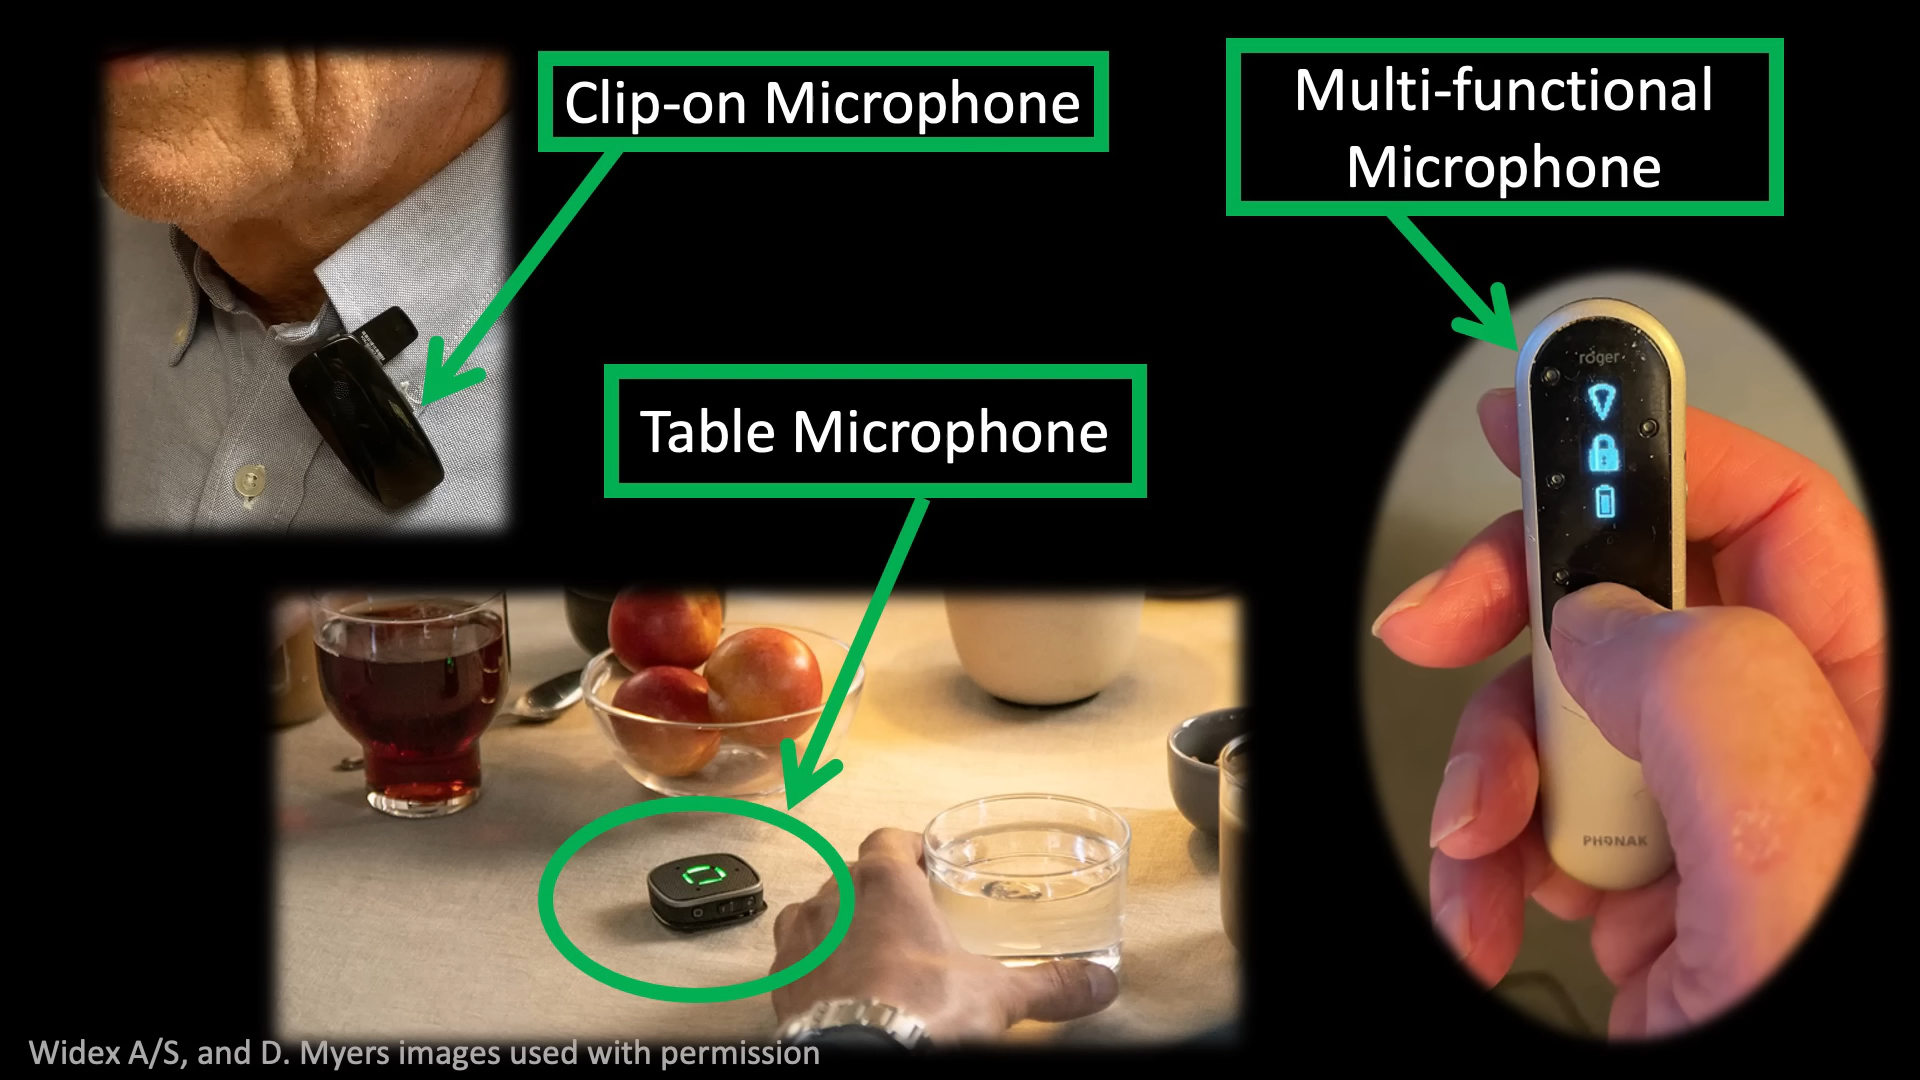 Clip-on Microphone
Multi-functional
Microphone
Table Microphone
roger
PHONAK
Widex A/S, and D. Myers images used with permission